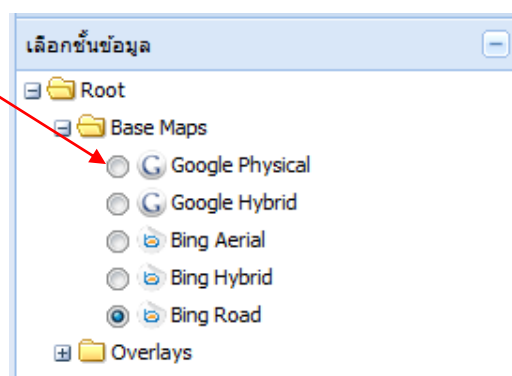 เลือกชั้นข้อมูล
Root
Base Maps
Google Physical
Google Hybrid
Bing Aerial
Bing Hybrid
Bing Road
Overlays